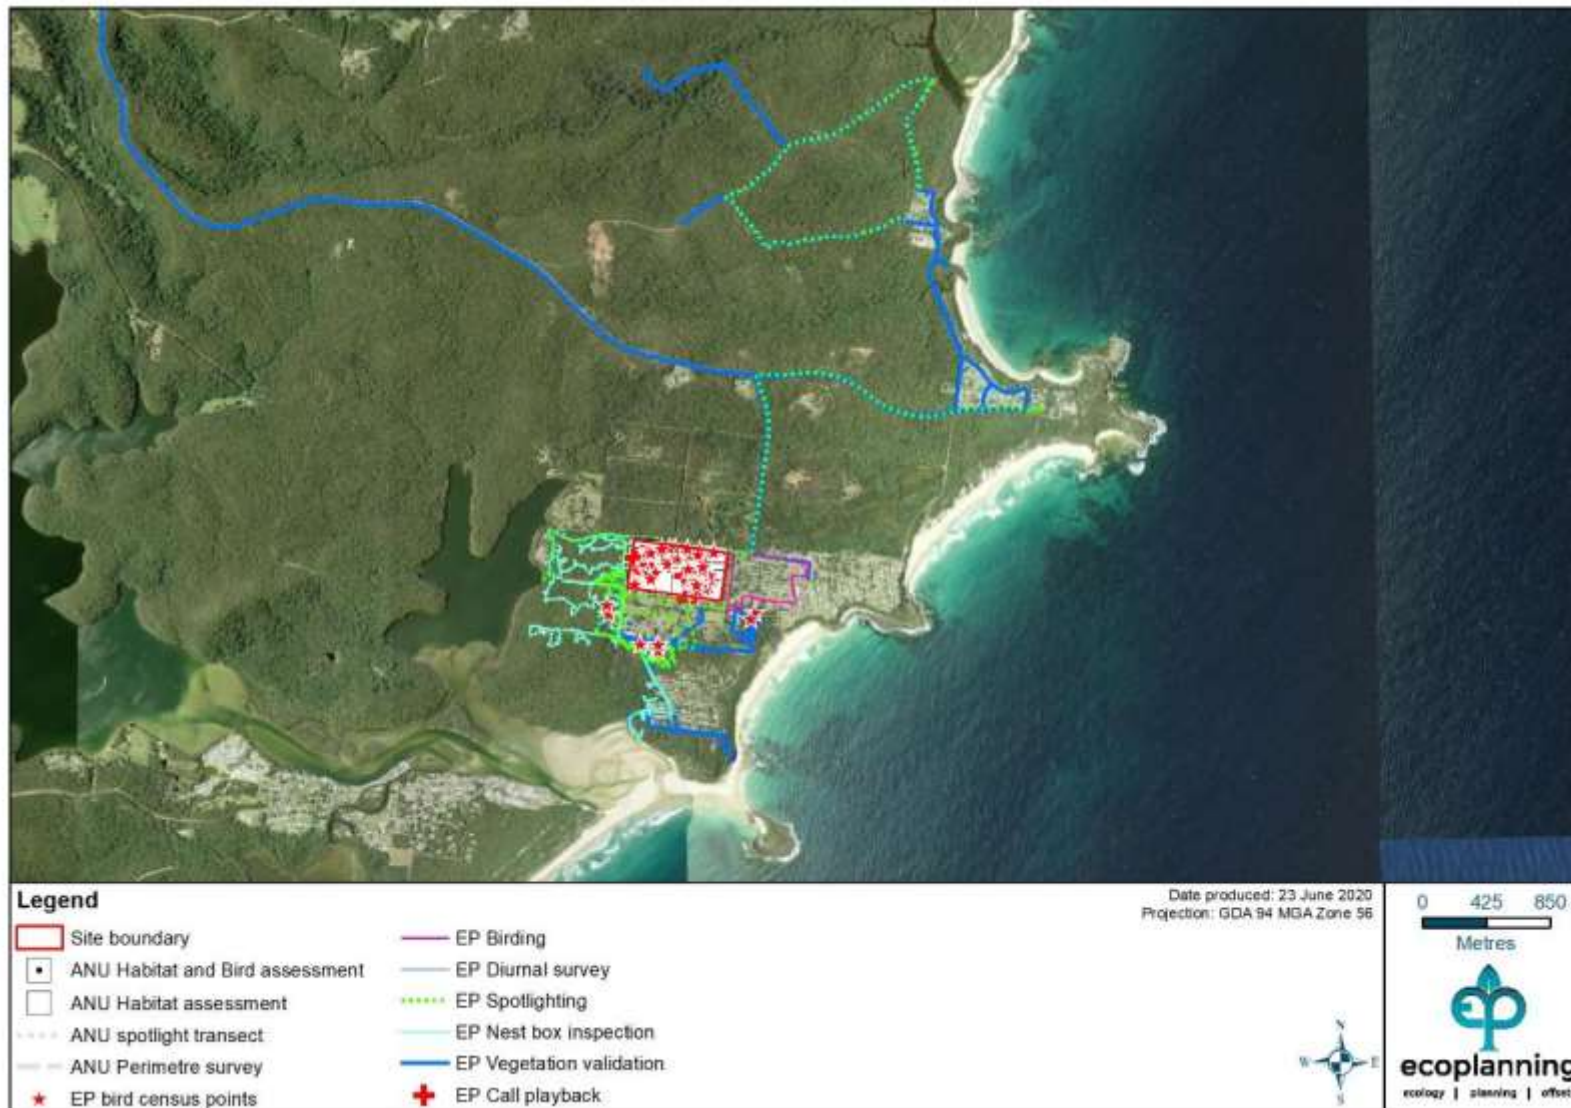 Legend
Site boundary
ANU Habitat and Bird assessment
ANU Habitat assessment
ANU spotlight transect
ANU Perimetre survey
EP bird census points
EP Birding
EP Diurnal survey
EP Spotlighting
EP Nest box inspection
EP Vegetation validation
EP Call playback
Date produced: 23 June 2020
Projection: GDA 94 MGA Zone 56
N
W E
S
0 425 850
Metres
ep
ecoplanning
ecology | planning | offset